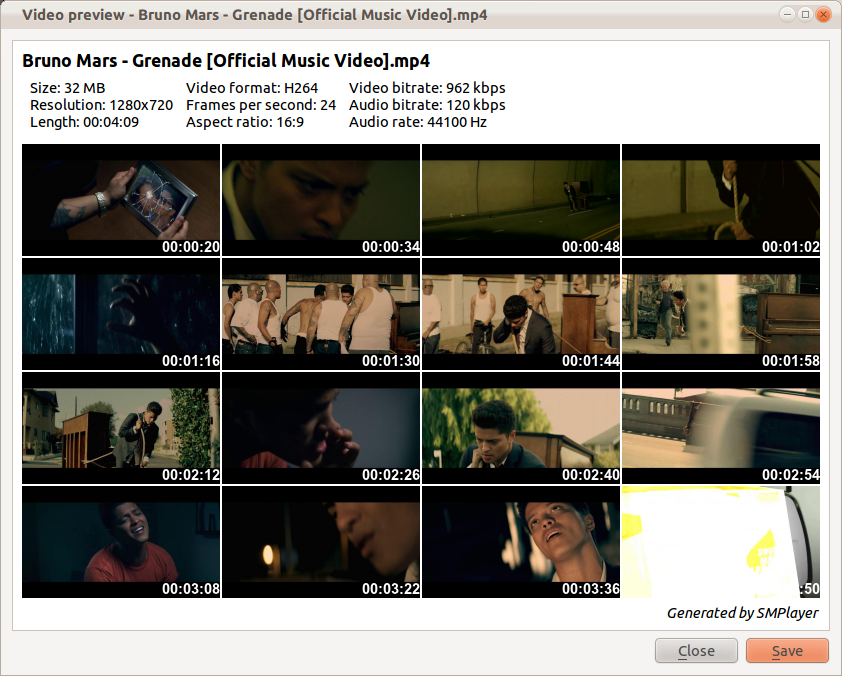 Video preview - Bruno Mars - Grenade [Official Music Video].mp4
Bruno Mars - Grenade [Official Music Video].mp4
Size: 32 MB Video format: H264 Video bitrate: 962 kbps
Resolution: 1280x720 Frames per second: 24 Audio bitrate: 120 kbps
Length: 00:04:09 Aspect ratio: 16:9 Audio rate: 44100 Hz
00:00:20 00:00:34 00:00:48 00:01:02
00:01:16 00:01:30 00:01:44 00:01:58
00:02:12 00:02:26 00:02:40 00:02:54
00:03:08 00:03:22 00:03:36 :50
Generated by SMPlayer
Close Save